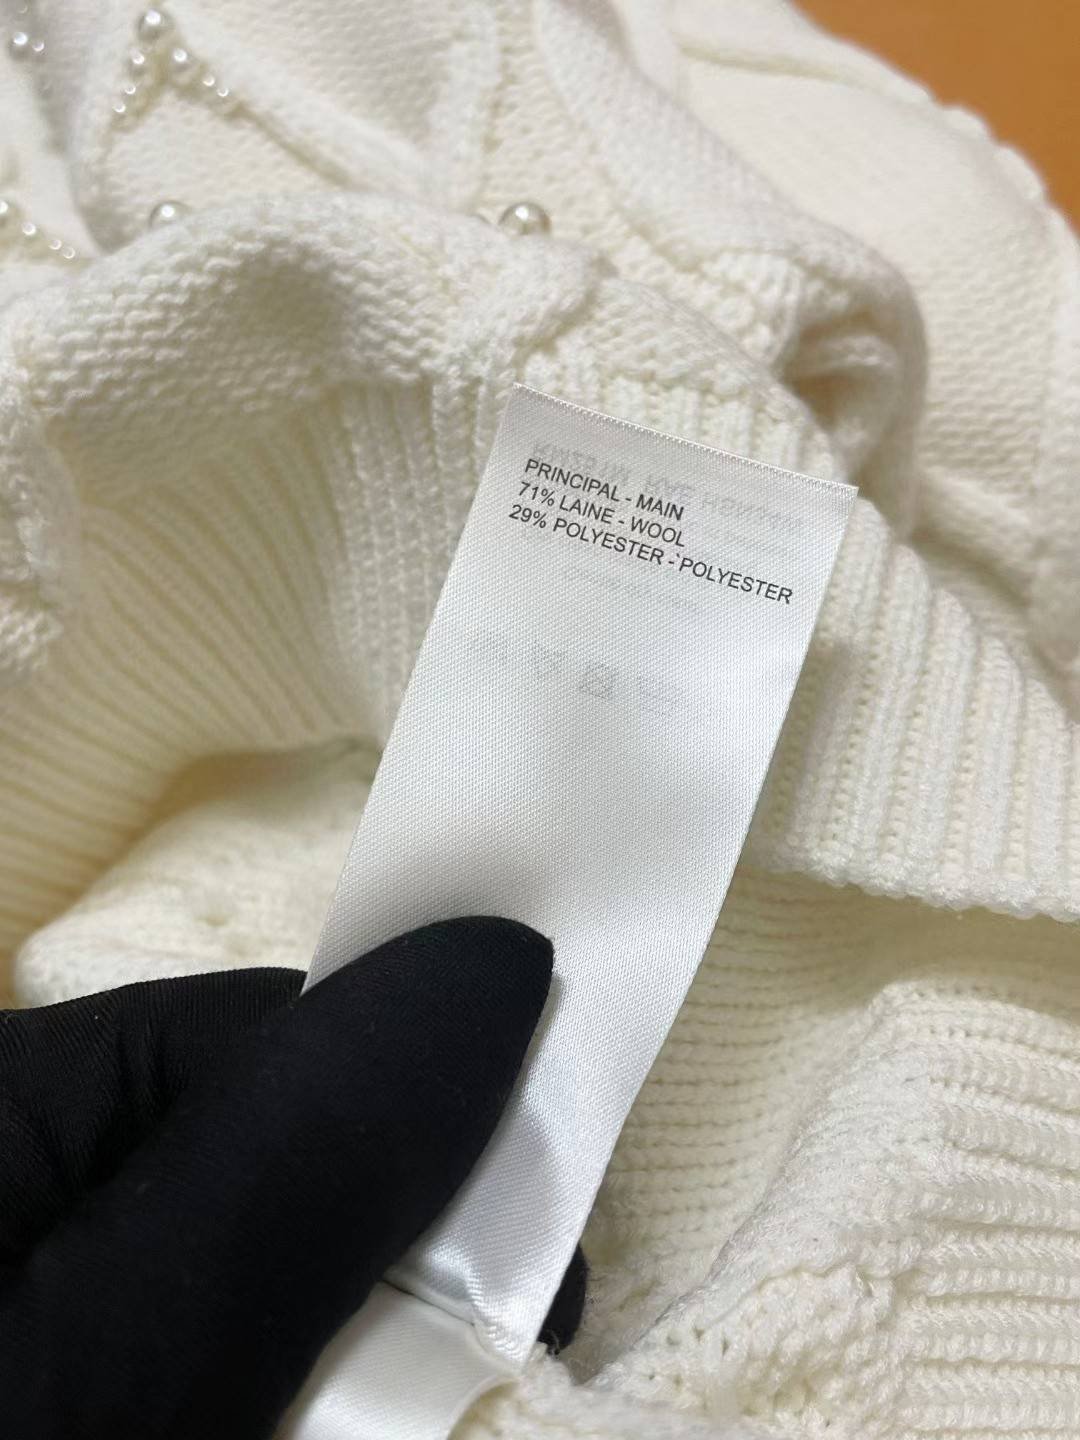 PRINCIPAL - MAIN
71% LAINE - WOOL
29% POLYESTER - POLYESTER